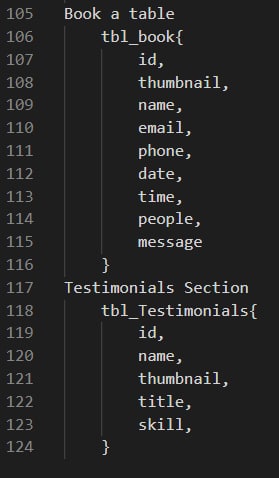 105 Book a table
106 tbl_book{
107 id,
108 thumbnail,
109 name,
110 email,
111 phone,
112 date,
113 time,
114 people,
115 message
116 }
117 Testimonials Section
118 tbl_Testimonials{
119 id,
120 name,
121 thumbnail,
122 title,
123 skill,
124 }